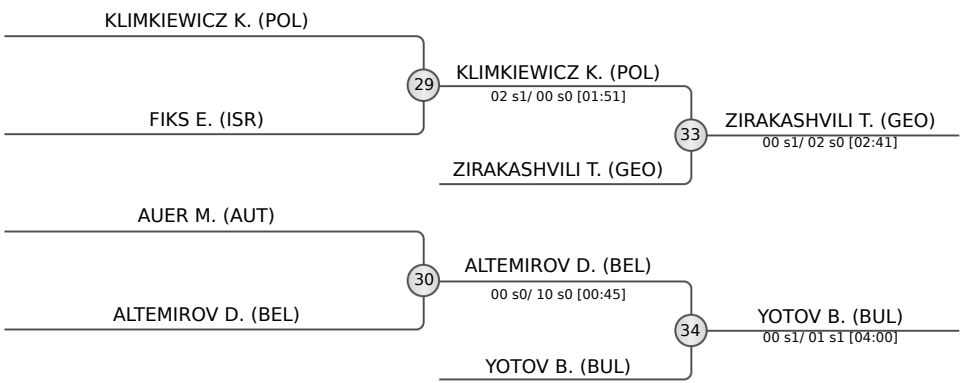 KLIMKIEWICZ K. (POL)
29
KLIMKIEWICZ K. (POL)
02 s1/ 00 s0 [01:51]
FIKS E. (ISR)
33
ZIRAKASHVILI T. (GEO)
00 s1/ 02 s0 [02:41]
ZIRAKASHVILI T. (GEO)
AUER M. (AUT)
30
ALTEMIROV D. (BEL)
00 s0/ 10 s0 [00:45]
ALTEMIROV D. (BEL)
34
YOTOV B. (BUL)
00 s1/ 01 s1 [04:00]
YOTOV B. (BUL)